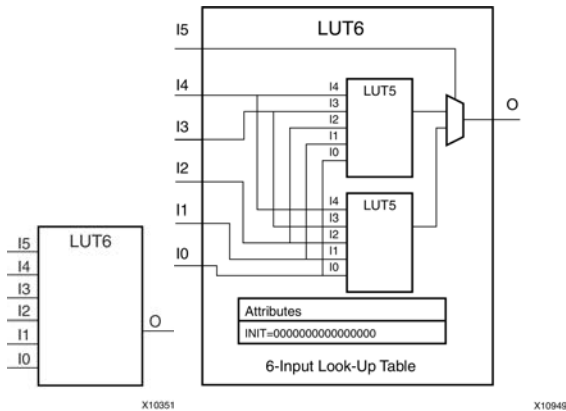 LUT6
I5
I4
I3
I2
I1
I0
O
X10351
LUT6
I5
I4
I3
I2
I1
I0
I4
I3
I2
I1
I0
LUT5
I4
I3
I2
I1
I0
LUT5
O
Attributes
INIT=0000000000000000
6-Input Look-Up Table
X10949